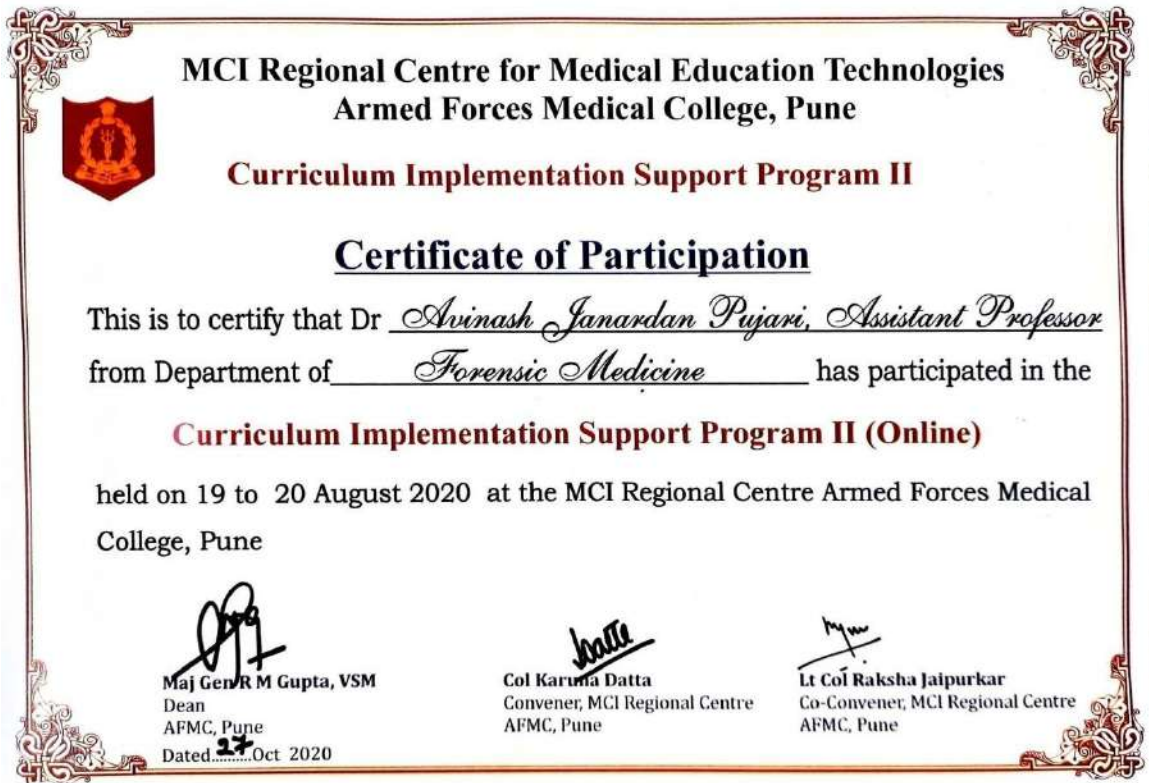 MCI Regional Centre for Medical Education Technologies
Armed Forces Medical College, Pune
Curriculum Implementation Support Program II
Certificate of Participation
This is to certify that Dr Avinash Janardan Pujari, Assistant Professor
from Department of Forensic Medicine has participated in the
Curriculum Implementation Support Program II (Online)
held on 19 to 20 August 2020 at the MCI Regional Centre Armed Forces Medical
College, Pune
Maj Gen R M Gupta, VSM
Dean
AFMC, Pune
Dated 27 Oct 2020
Col Karuna Datta
Convener, MCI Regional Centre
AFMC, Pune
Lt Col Raksha Jaipurkar
Co-Convener, MCI Regional Centre
AFMC, Pune